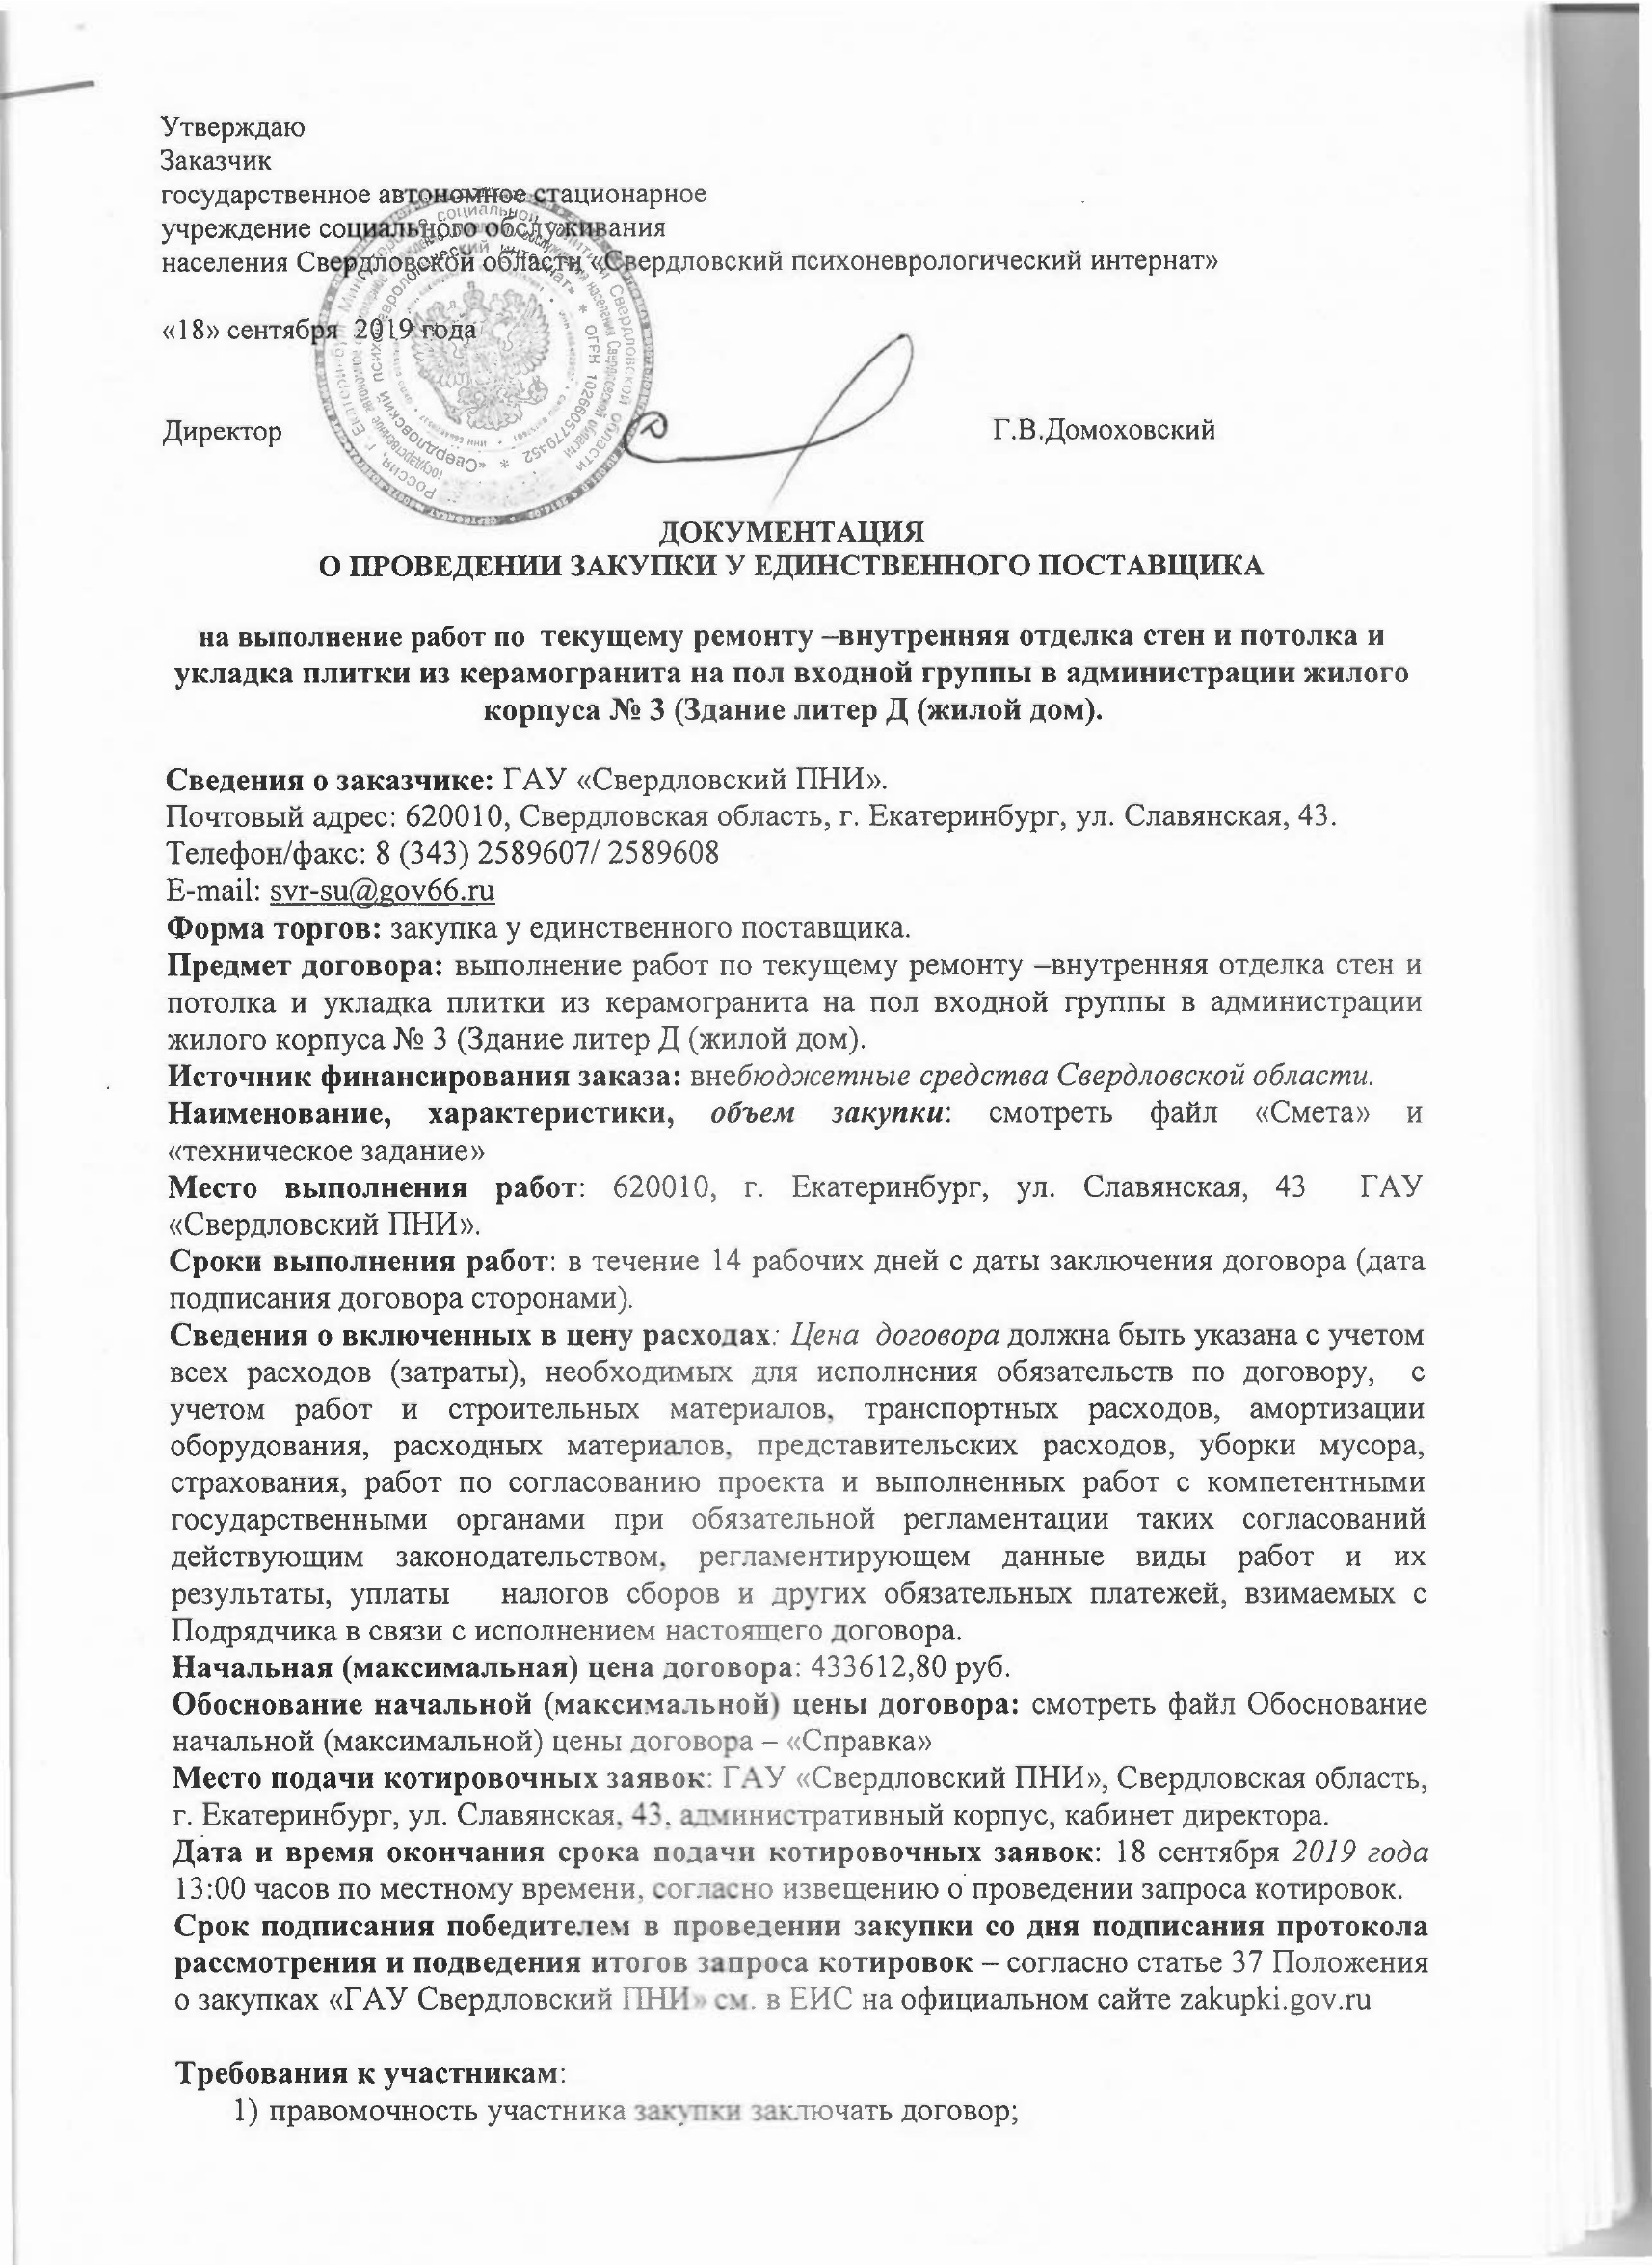 Утверждаю
Заказчик
государственное автономное стационарное
учреждение социального обслуживания
населения Свердловской области «Свердловский психоневрологический интернат»
«18» сентября 2019 года
Директор
Г.В.Домоховский
ДОКУМЕНТАЦИЯ
О ПРОВЕДЕНИИ ЗАКУПКИ У ЕДИНСТВЕННОГО ПОСТАВЩИКА
на выполнение работ по текущему ремонту –внутренняя отделка стен и потолка и
укладка плитки из керамогранита на пол входной группы в администрации жилого
корпуса № 3 (Здание литер Д (жилой дом).
Сведения о заказчике: ГАУ «Свердловский ПНИ».
Почтовый адрес: 620010, Свердловская область, г. Екатеринбург, ул. Славянская, 43.
Телефон/факс: 8 (343) 2589607/ 2589608
E-mail: svr-su@gov66.ru
Форма торгов: закупка у единственного поставщика.
Предмет договора: выполнение работ по текущему ремонту –внутренняя отделка стен и
потолка и укладка плитки из керамогранита на пол входной группы в администрации
жилого корпуса № 3 (Здание литер Д (жилой дом).
Источник финансирования заказа: внебюджетные средства Свердловской области.
Наименование, характеристики, объем закупки: смотреть файл «Смета» и
«техническое задание»
Место выполнения работ: 620010, г. Екатеринбург, ул. Славянская, 43 ГАУ
«Свердловский ПНИ».
Сроки выполнения работ: в течение 14 рабочих дней с даты заключения договора (дата
подписания договора сторонами).
Сведения о включенных в цену расходах: Цена договора должна быть указана с учетом
всех расходов (затраты), необходимых для исполнения обязательств по договору, с
учетом работ и строительных материалов, транспортных расходов, амортизации
оборудования, расходных материалов, представительских расходов, уборки мусора,
страхования, работ по согласованию проекта и выполненных работ с компетентными
государственными органами при обязательной регламентации таких согласований
действующим законодательством, регламентирующем данные виды работ и их
результаты, уплаты налогов сборов и других обязательных платежей, взимаемых с
Подрядчика в связи с исполнением настоящего договора.
Начальная (максимальная) цена договора: 433612,80 руб.
Обоснование начальной (максимальной) цены договора: смотреть файл Обоснование
начальной (максимальной) цены договора – «Справка»
Место подачи котировочных заявок: ГАУ «Свердловский ПНИ», Свердловская область,
г. Екатеринбург, ул. Славянская, 43, административный корпус, кабинет директора.
Дата и время окончания срока подачи котировочных заявок: 18 сентября 2019 года
13:00 часов по местному времени, согласно извещению о проведении запроса котировок.
Срок подписания победителем в проведении закупки со дня подписания протокола
рассмотрения и подведения итогов запроса котировок – согласно статье 37 Положения
о закупках «ГАУ Свердловский ПНИ» см. в ЕИС на официальном сайте zakupki.gov.ru
Требования к участникам:
1) правомочность участника закупки заключать договор;